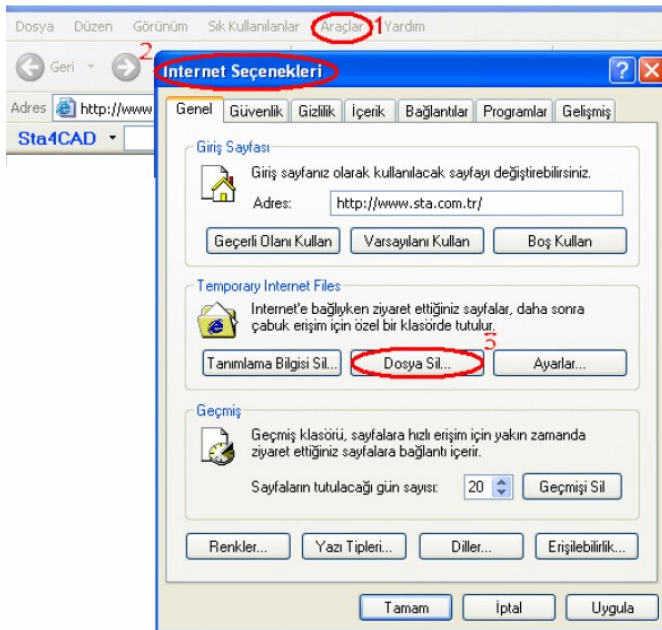 Dosya Düzen Görünüm Sık Kullanılanlar Araçlar 1 Yardım
2
Geri
Internet Seçenekleri
Adres http://www
Sta4CAD
Genel Güvenlik Gizlilik İçerik Bağlantılar Programlar Gelişmiş
Giriş Sayfası
Giriş sayfanız olarak kullanılacak sayfayı değiştirebilirsiniz.
Adres: http://www.sta.com.tr/
Geçerli Olanı Kullan Varsayılanı Kullan Boş Kullan
Temporary Internet Files
Internet'e bağlıyken ziyaret ettiğiniz sayfalar, daha sonra
çabuk erişim için özel bir klasörde tutulur.
3
Tanımlama Bilgisi Sil... Dosya Sil... Ayarlar...
Geçmiş
Geçmiş klasörü, sayfalara hızlı erişim için yakın zamanda
ziyaret ettiğiniz sayfalara bağlantı içerir.
Sayfaların tutulacağı gün sayısı: 20 Geçmişi Sil
Renkler... Yazı Tipleri... Diller... Erişilebilirlik...
Tamam İptal Uygula